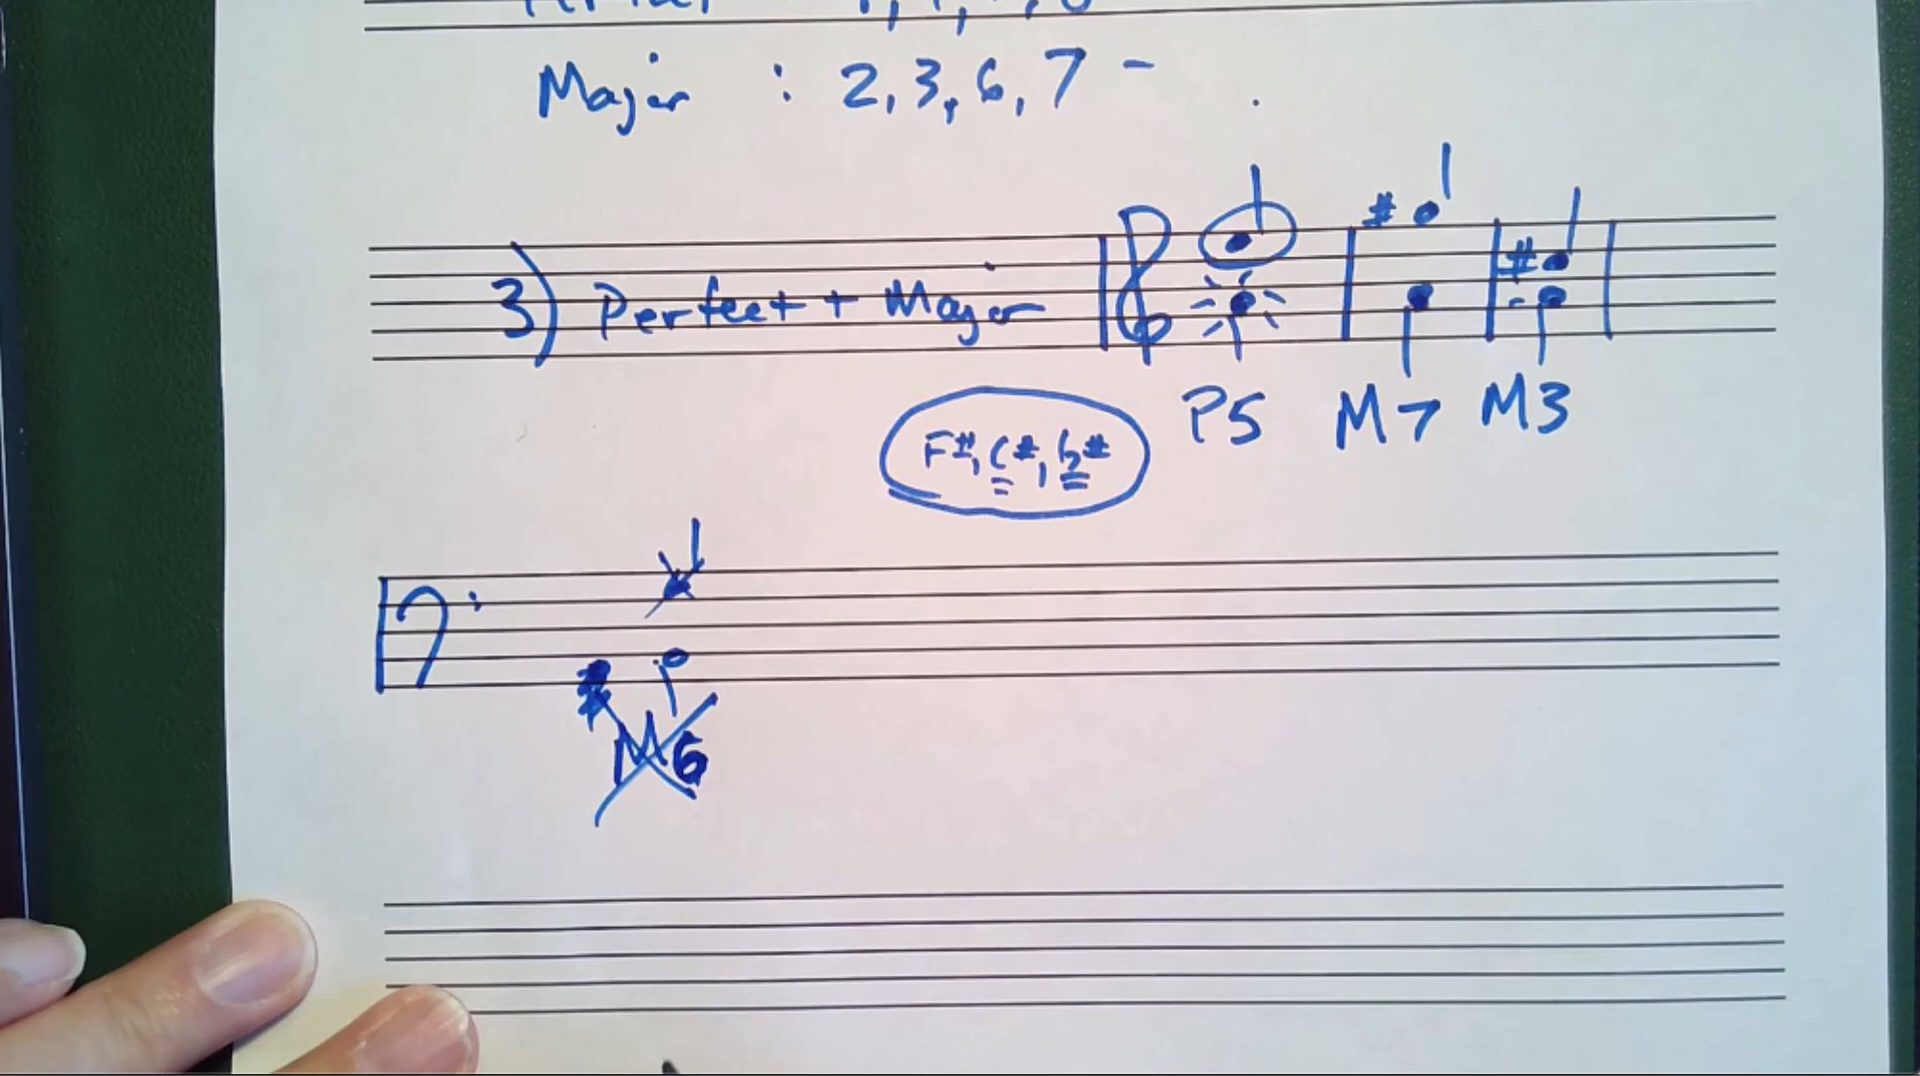 Major : 2, 3, 6, 7 -
3) Perfect + Major
P5 M7 M3
F#, C#, G#
M6